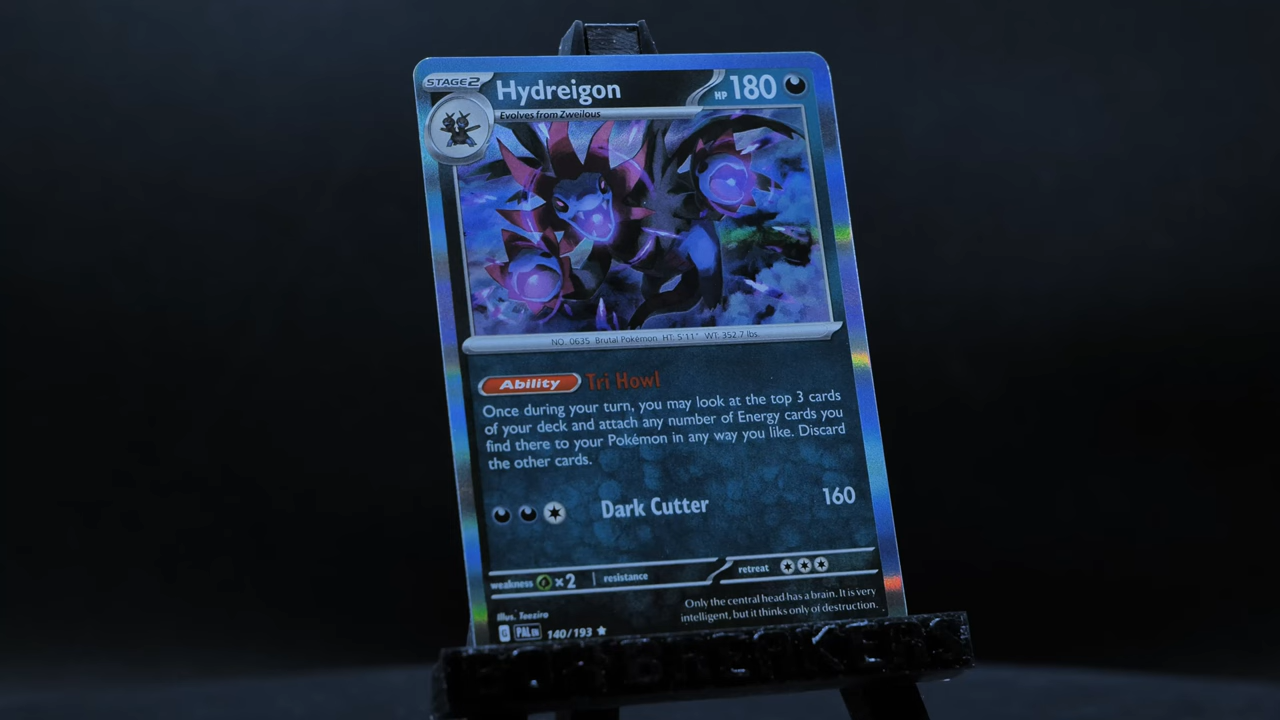 STAGE2
Hydreigon
HP 180
Evolves from Zweilous
NO. 0635 Brutal Pokémon. HT: 5'11" WT: 352.7 lbs.
Ability Tri Howl
Once during your turn, you may look at the top 3 cards
of your deck and attach any number of Energy cards you
find there to your Pokémon in any way you like. Discard
the other cards.
Dark Cutter 160
weakness ×2 resistance retreat
Only the central head has a brain. It is very
intelligent, but it thinks only of destruction.
Illus. Teeziro
G PAL EN 140/193